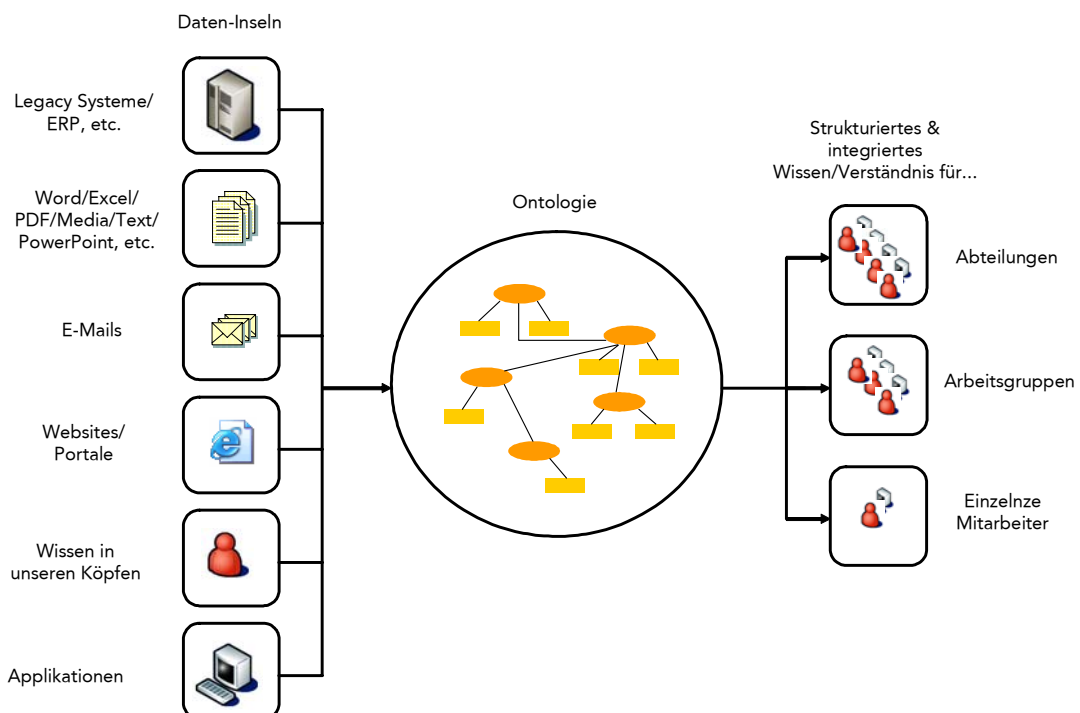 Daten-Inseln
Legacy Systeme/
ERP, etc.
Word/Excel/
PDF/Media/Text/
PowerPoint, etc.
E-Mails
Websites/
Portale
Wissen in
unseren Köpfen
Applikationen
Ontologie
Strukturiertes &
integriertes
Wissen/Verständnis für...
Abteilungen
Arbeitsgruppen
Einzelnze
Mitarbeiter